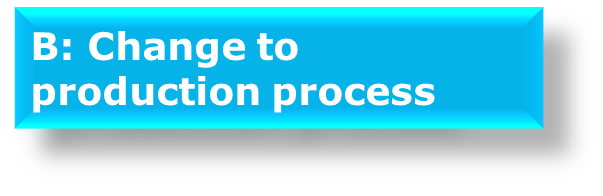 B: Change to
production process